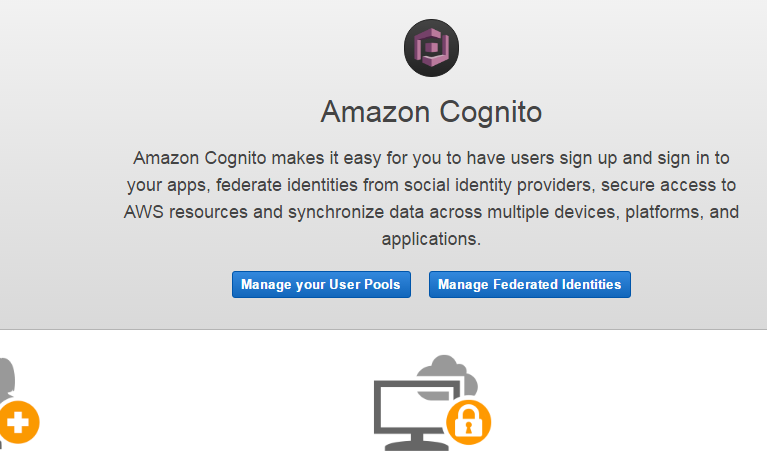 Amazon Cognito
Amazon Cognito makes it easy for you to have users sign up and sign in to
your apps, federate identities from social identity providers, secure access to
AWS resources and synchronize data across multiple devices, platforms, and
applications.
Manage your User Pools Manage Federated Identities